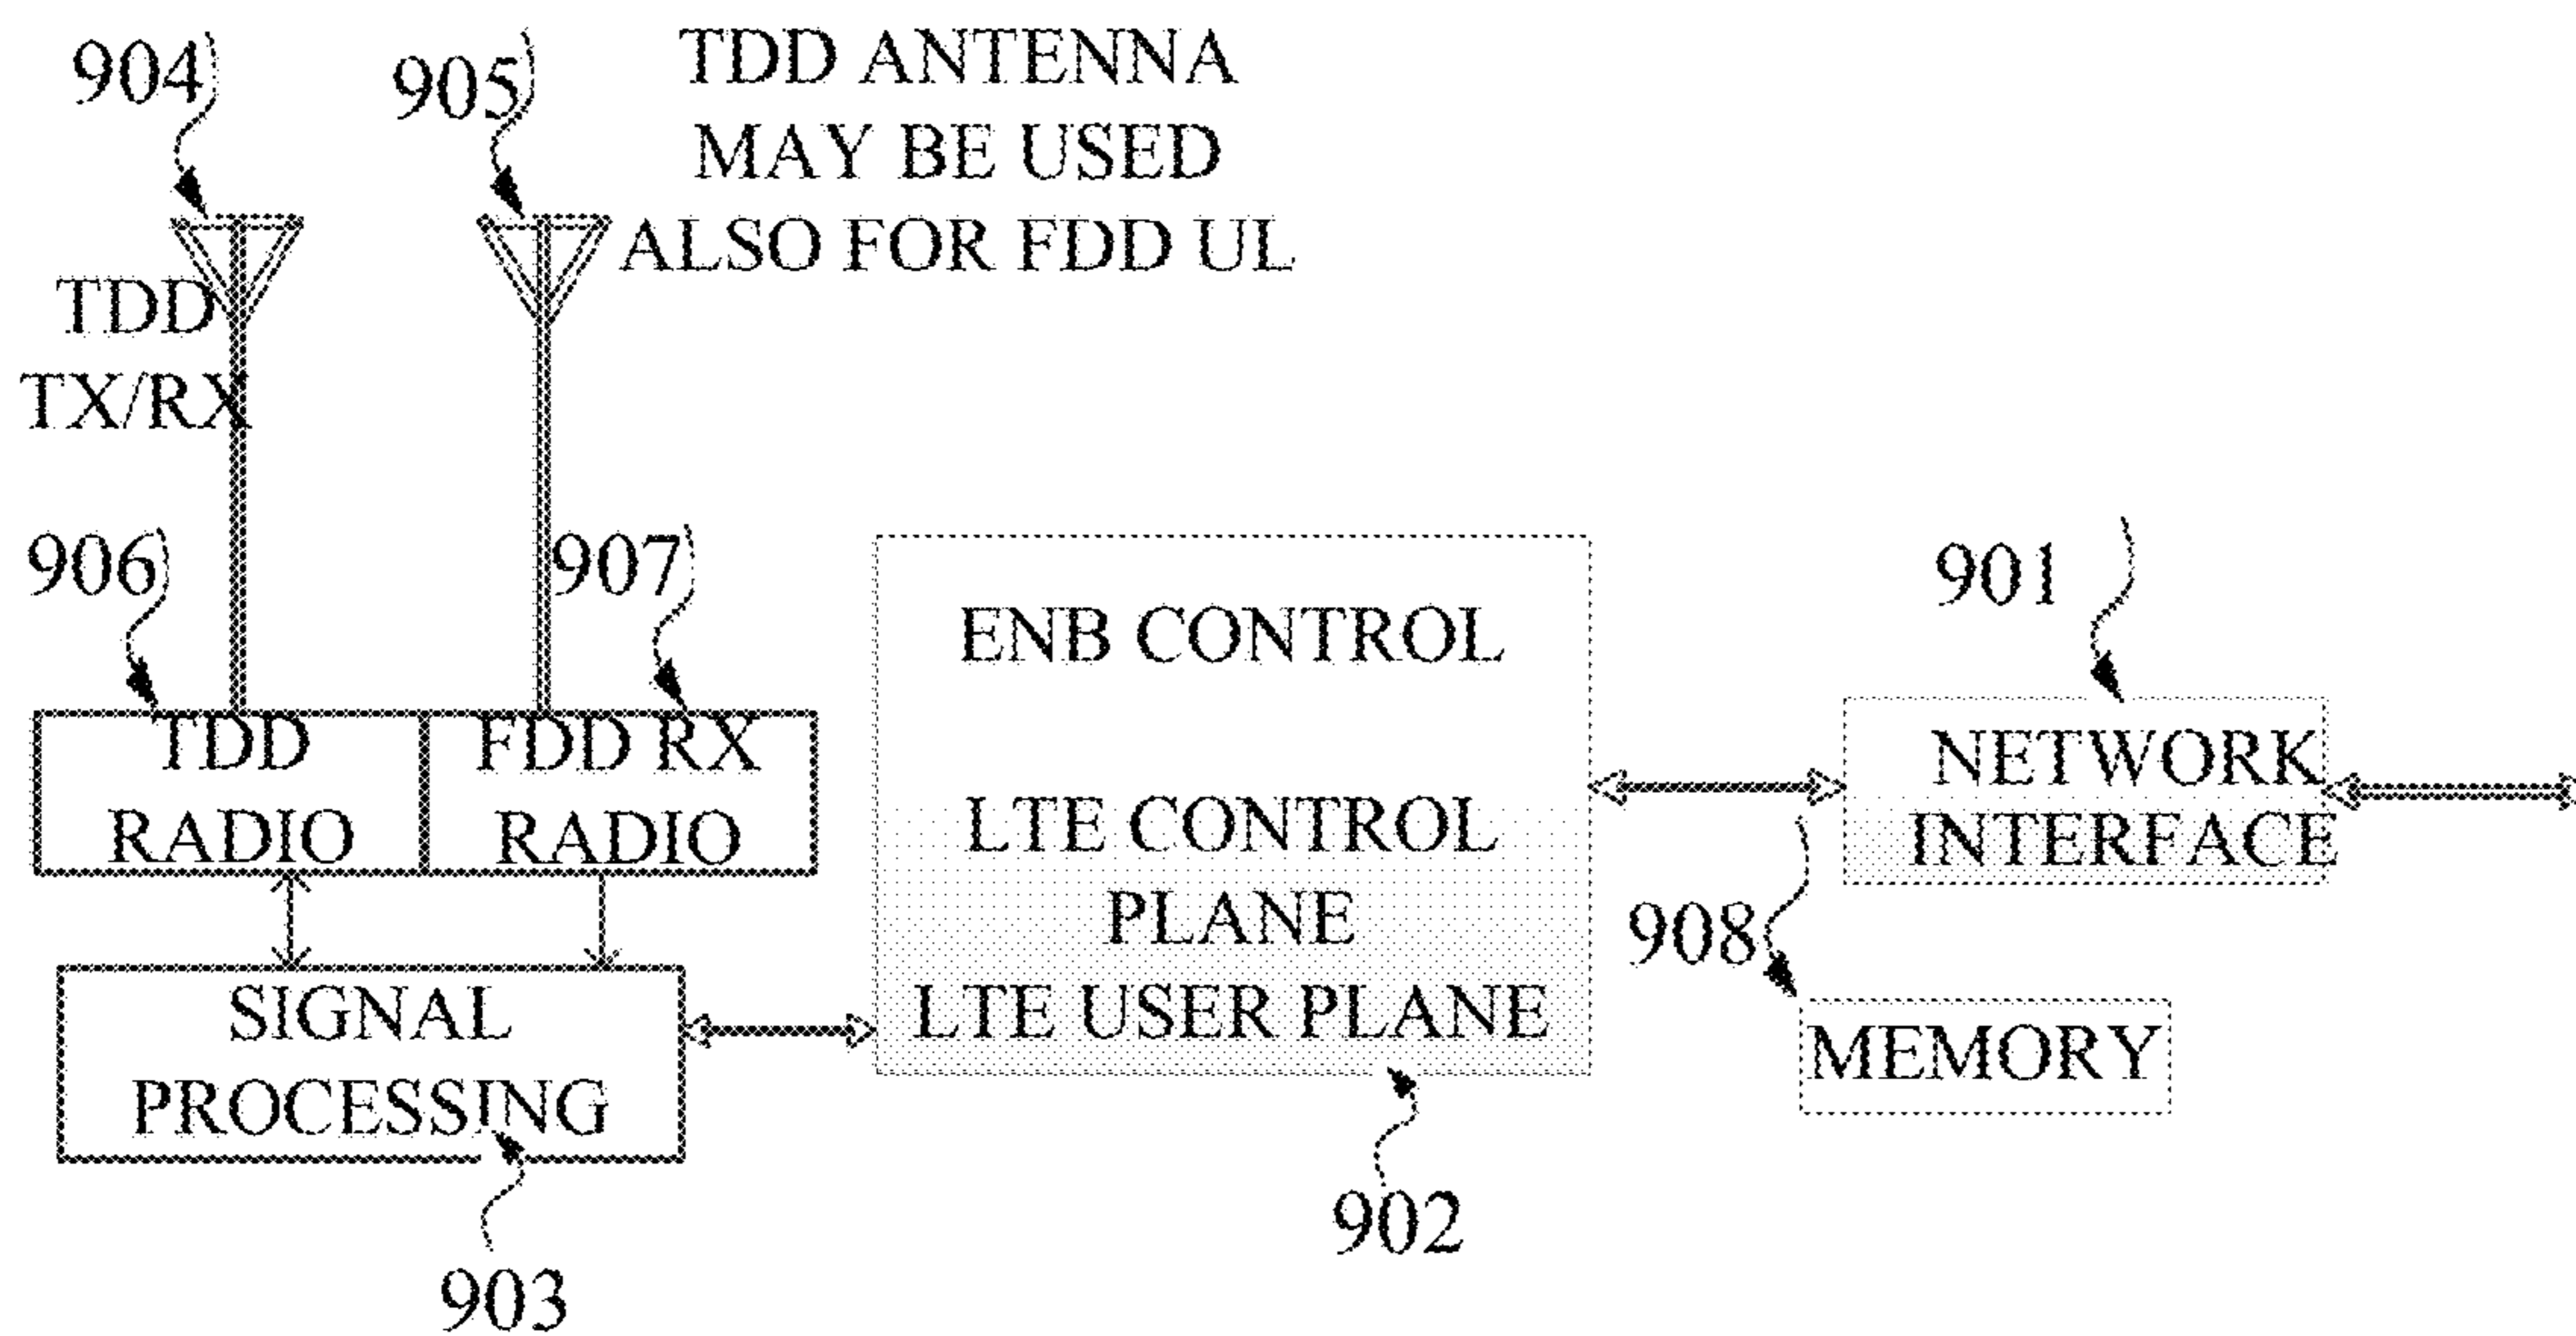 904
905
TDD ANTENNA
MAY BE USED
ALSO FOR FDD UL
TDD
TX/RX
906
907
TDD
RADIO
FDD RX
RADIO
SIGNAL
PROCESSING
903
ENB CONTROL
LTE CONTROL
PLANE
LTE USER PLANE
902
901
NETWORK
INTERFACE
908
MEMORY